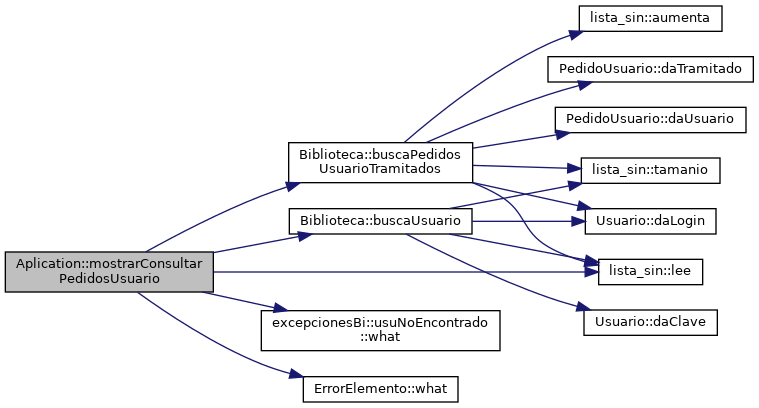 Aplication::mostrarConsultar
PedidosUsuario
Biblioteca::buscaPedidos
UsuarioTramitados
Biblioteca::buscaUsuario
excepcionesBi::usuNoEncontrado
::what
ErrorElemento::what
lista_sin::aumenta
PedidoUsuario::daTramitado
PedidoUsuario::daUsuario
lista_sin::tamanio
Usuario::daLogin
lista_sin::lee
Usuario::daClave